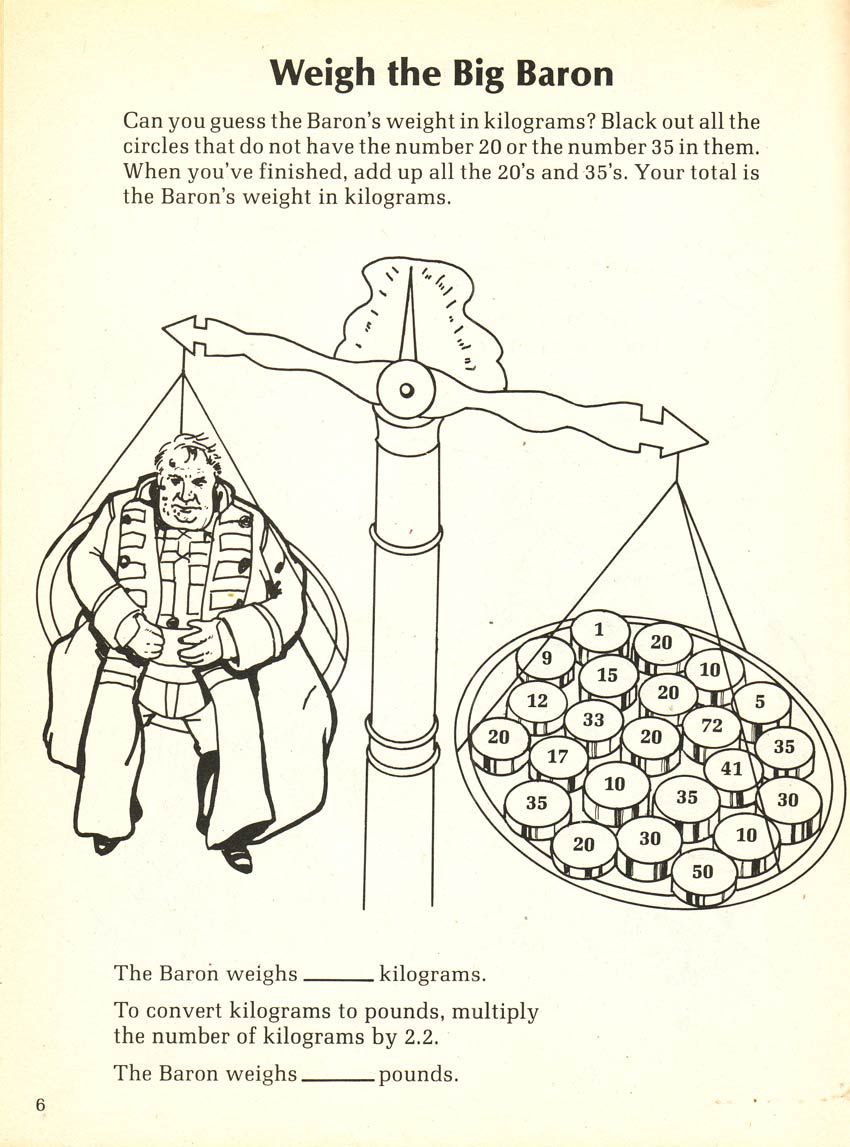 Weigh the Big Baron
Can you guess the Baron's weight in kilograms? Black out all the
circles that do not have the number 20 or the number 35 in them.
When you've finished, add up all the 20's and 35's. Your total is
the Baron's weight in kilograms.
1
20
9
15
10
12
20
5
33
72
20
20
35
17
41
10
35
30
35
30
10
20
50
The Baron weighs ______ kilograms.
To convert kilograms to pounds, multiply
the number of kilograms by 2.2.
The Baron weighs ______ pounds.
6